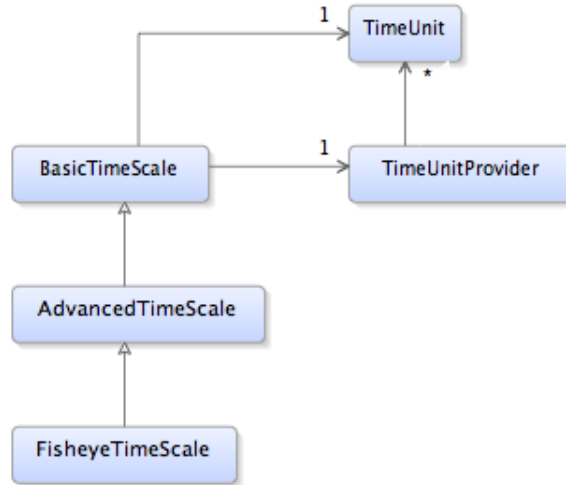 1
TimeUnit
*
BasicTimeScale
1
TimeUnitProvider
AdvancedTimeScale
FisheyeTimeScale